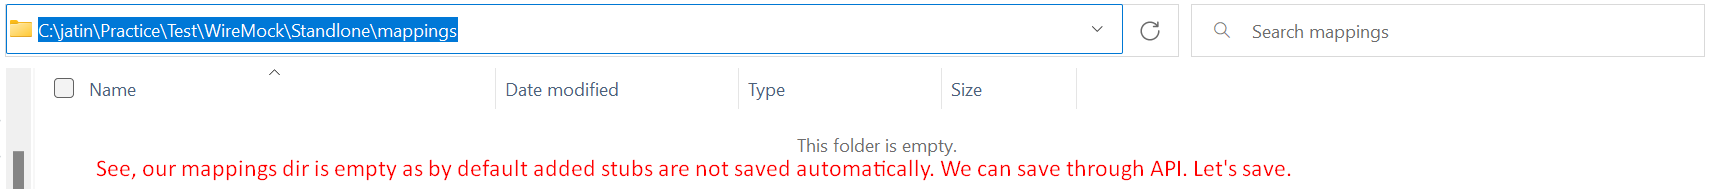 C:\jatin\Practice\Test\WireMock\Standlone\mappings
Search mappings
Name Date modified Type Size
This folder is empty.
See, our mappings dir is empty as by default added stubs are not saved automatically. We can save through API. Let's save.